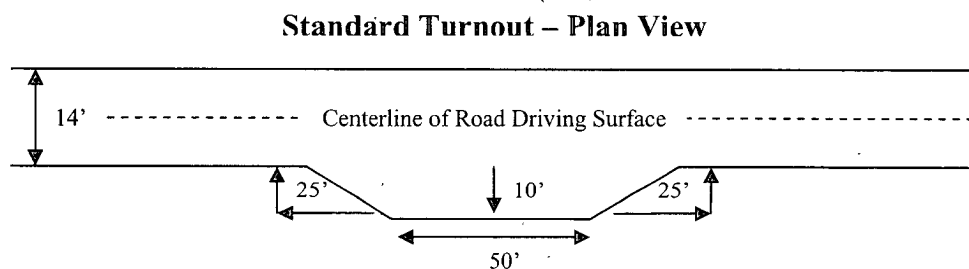 Standard Turnout – Plan View
14’
Centerline of Road Driving Surface
25’
10’
25’
50’